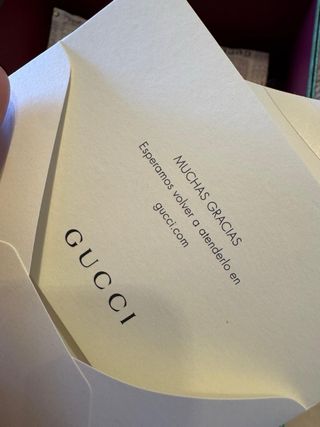 MUCHAS GRACIAS
Esperamos volver a atenderlo en
gucci.com
GUCCI